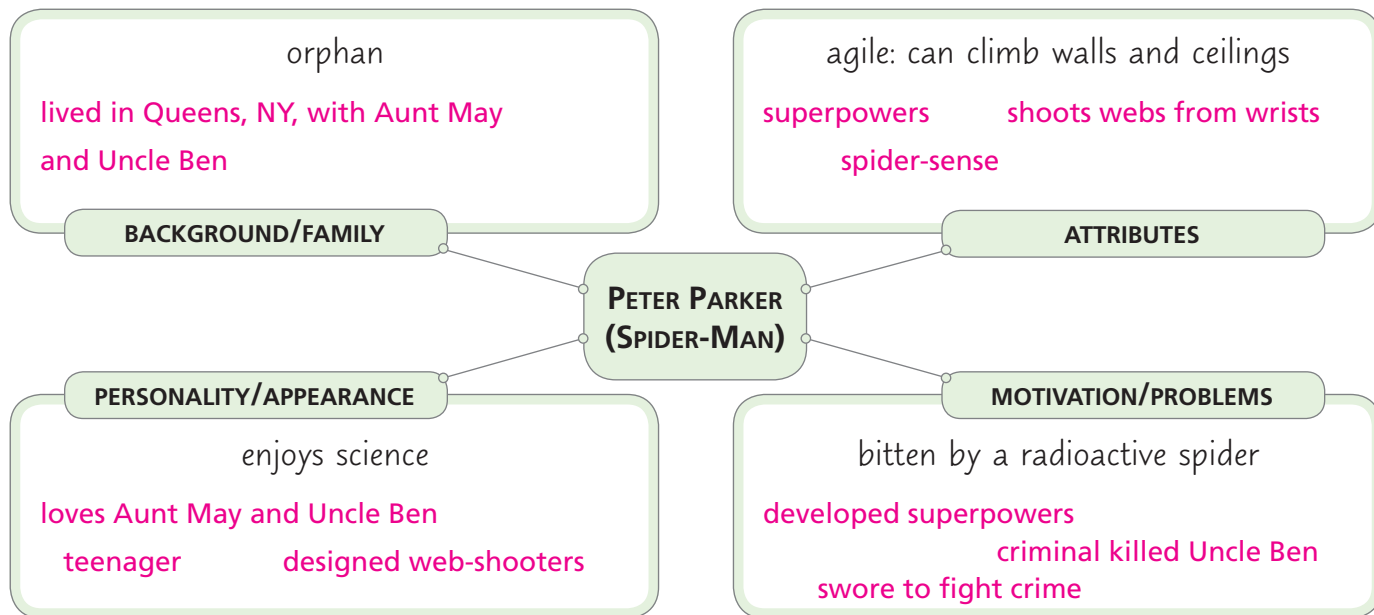 orphan
lived in Queens, NY, with Aunt May
and Uncle Ben
BACKGROUND/FAMILY
agile: can climb walls and ceilings
superpowers shoots webs from wrists
spider-sense
ATTRIBUTES
PETER PARKER
(SPIDER-MAN)
PERSONALITY/APPEARANCE
enjoys science
loves Aunt May and Uncle Ben
teenager designed web-shooters
MOTIVATION/PROBLEMS
bitten by a radioactive spider
developed superpowers
criminal killed Uncle Ben
swore to fight crime